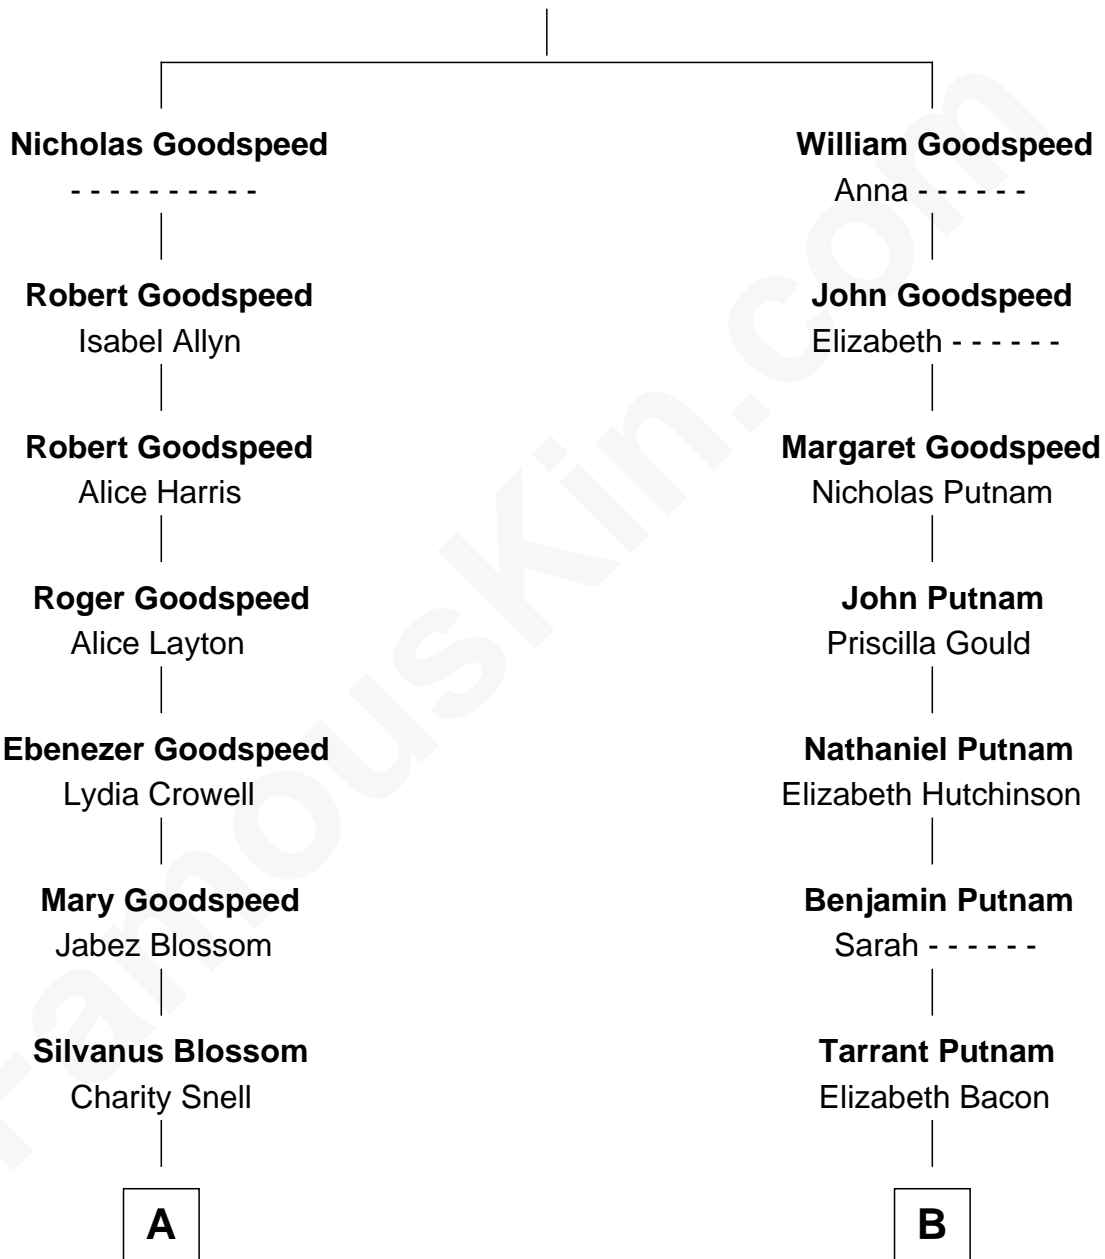 Nicholas Goodspeed
- - - - - - - - - -
Robert Goodspeed
Isabel Allyn
Robert Goodspeed
Alice Harris
Roger Goodspeed
Alice Layton
Ebenezer Goodspeed
Lydia Crowell
Mary Goodspeed
Jabez Blossom
Silvanus Blossom
Charity Snell
A
William Goodspeed
Anna - - - - - -
John Goodspeed
Elizabeth - - - - - -
Margaret Goodspeed
Nicholas Putnam
John Putnam
Priscilla Gould
Nathaniel Putnam
Elizabeth Hutchinson
Benjamin Putnam
Sarah - - - - - -
Tarrant Putnam
Elizabeth Bacon
B
FamousKin.com